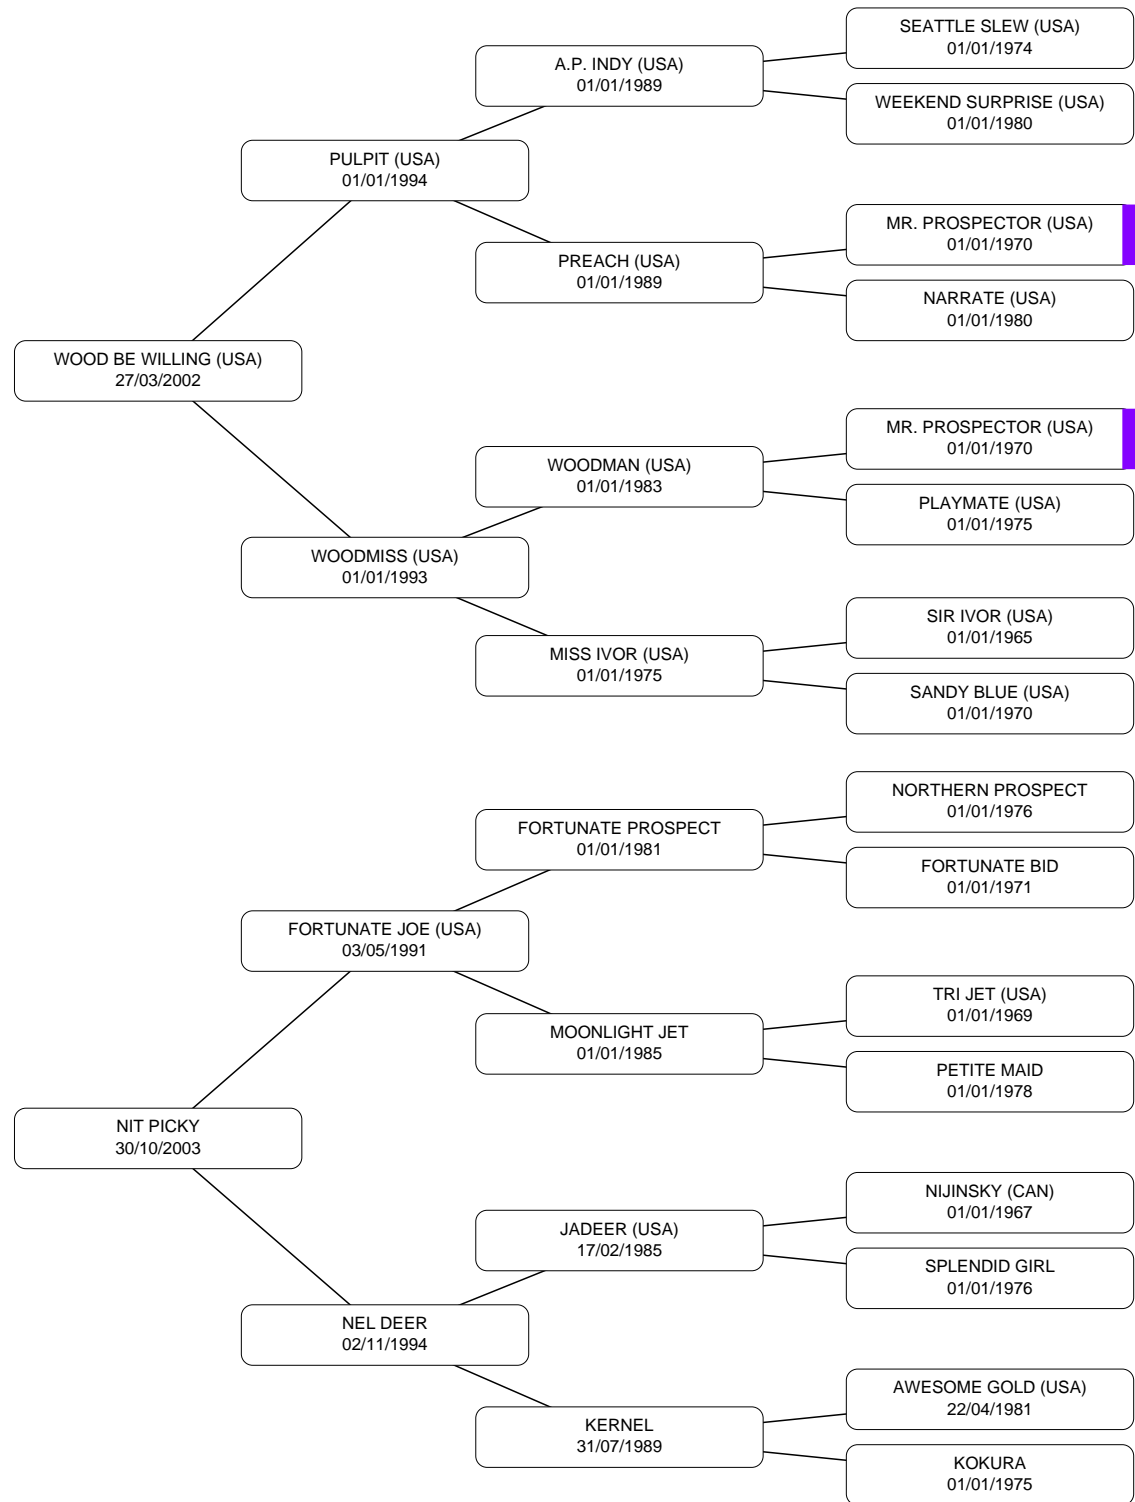 SEATTLE SLEW (USA)
01/01/1974
A.P. INDY (USA)
01/01/1989
WEEKEND SURPRISE (USA)
01/01/1980
PULPIT (USA)
01/01/1994
MR. PROSPECTOR (USA)
01/01/1970
PREACH (USA)
01/01/1989
NARRATE (USA)
01/01/1980
WOOD BE WILLING (USA)
27/03/2002
MR. PROSPECTOR (USA)
01/01/1970
WOODMAN (USA)
01/01/1983
PLAYMATE (USA)
01/01/1975
WOODMISS (USA)
01/01/1993
SIR IVOR (USA)
01/01/1965
MISS IVOR (USA)
01/01/1975
SANDY BLUE (USA)
01/01/1970
NORTHERN PROSPECT
01/01/1976
FORTUNATE PROSPECT
01/01/1981
FORTUNATE BID
01/01/1971
FORTUNATE JOE (USA)
03/05/1991
TRI JET (USA)
01/01/1969
MOONLIGHT JET
01/01/1985
PETITE MAID
01/01/1978
NIT PICKY
30/10/2003
NIJINSKY (CAN)
01/01/1967
JADEER (USA)
17/02/1985
SPLENDID GIRL
01/01/1976
NEL DEER
02/11/1994
AWESOME GOLD (USA)
22/04/1981
KERNEL
31/07/1989
KOKURA
01/01/1975